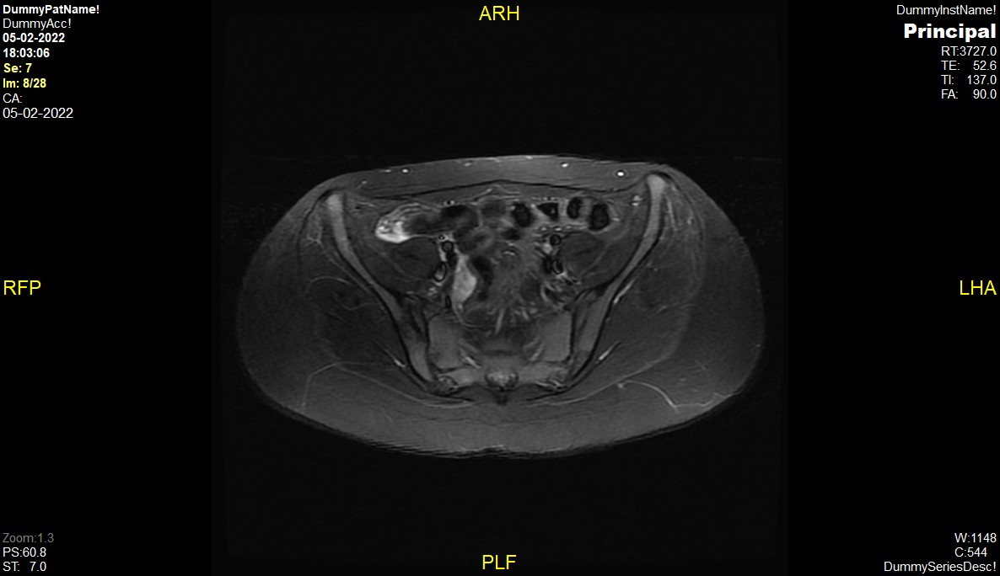 DummyPatName!
DummyAcc!
05-02-2022
18:03:06
Se: 7
Im: 8/28
CA:
05-02-2022
ARH
DummyInstName!
Principal
RT:3727.0
TE: 52.6
TI: 137.0
FA: 90.0
RFP
LHA
Zoom:1.3
PS:60.8
ST: 7.0
PLF
W:1148
C:544
DummySeriesDesc!